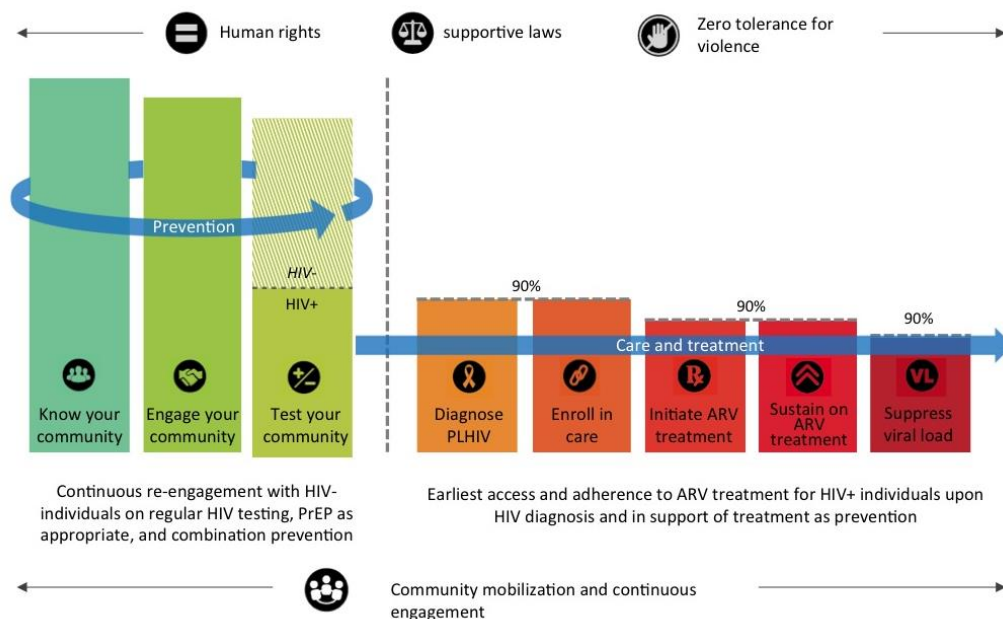 Human rights
supportive laws
Zero tolerance for
violence
Prevention
HIV-
HIV+
90%
90%
90%
Care and treatment
Know your
community
Engage your
community
Test your
community
Diagnose
PLHIV
Enroll in
care
Rx
Initiate ARV
treatment
Sustain on
ARV
treatment
VL
Suppress
viral load
Continuous re-engagement with HIV-
individuals on regular HIV testing, PrEP as
appropriate, and combination prevention
Earliest access and adherence to ARV treatment for HIV+ individuals upon
HIV diagnosis and in support of treatment as prevention
Community mobilization and continuous
engagement